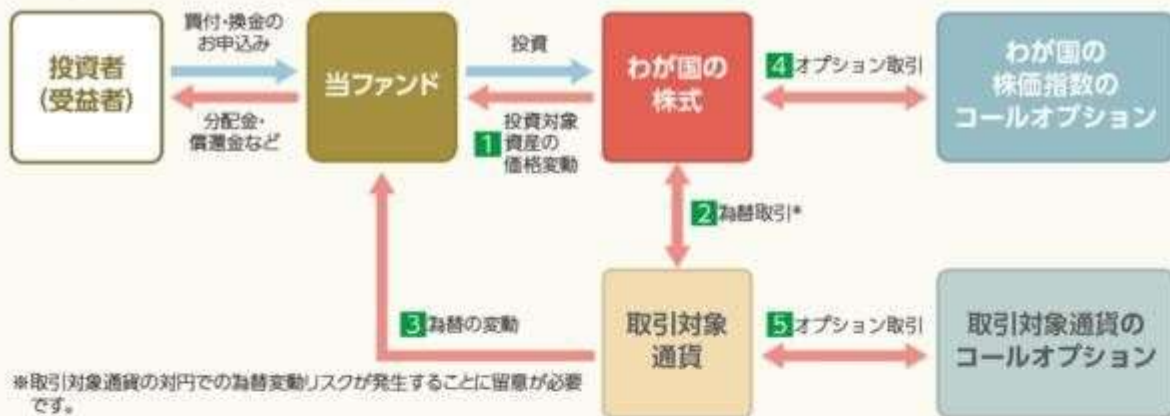 買付・換金の
お申込み
投資者
(受益者)
分配金・
償還金など
当ファンド
投資
1 投資対象
資産の
価格変動
わが国の
株式
4 オプション取引
わが国の
株価指数の
コールオプション
2 為替取引*
3 為替の変動
取引対象
通貨
5 オプション取引
取引対象通貨の
コールオプション
※取引対象通貨の対円での為替変動リスクが発生することに留意が必要
です。